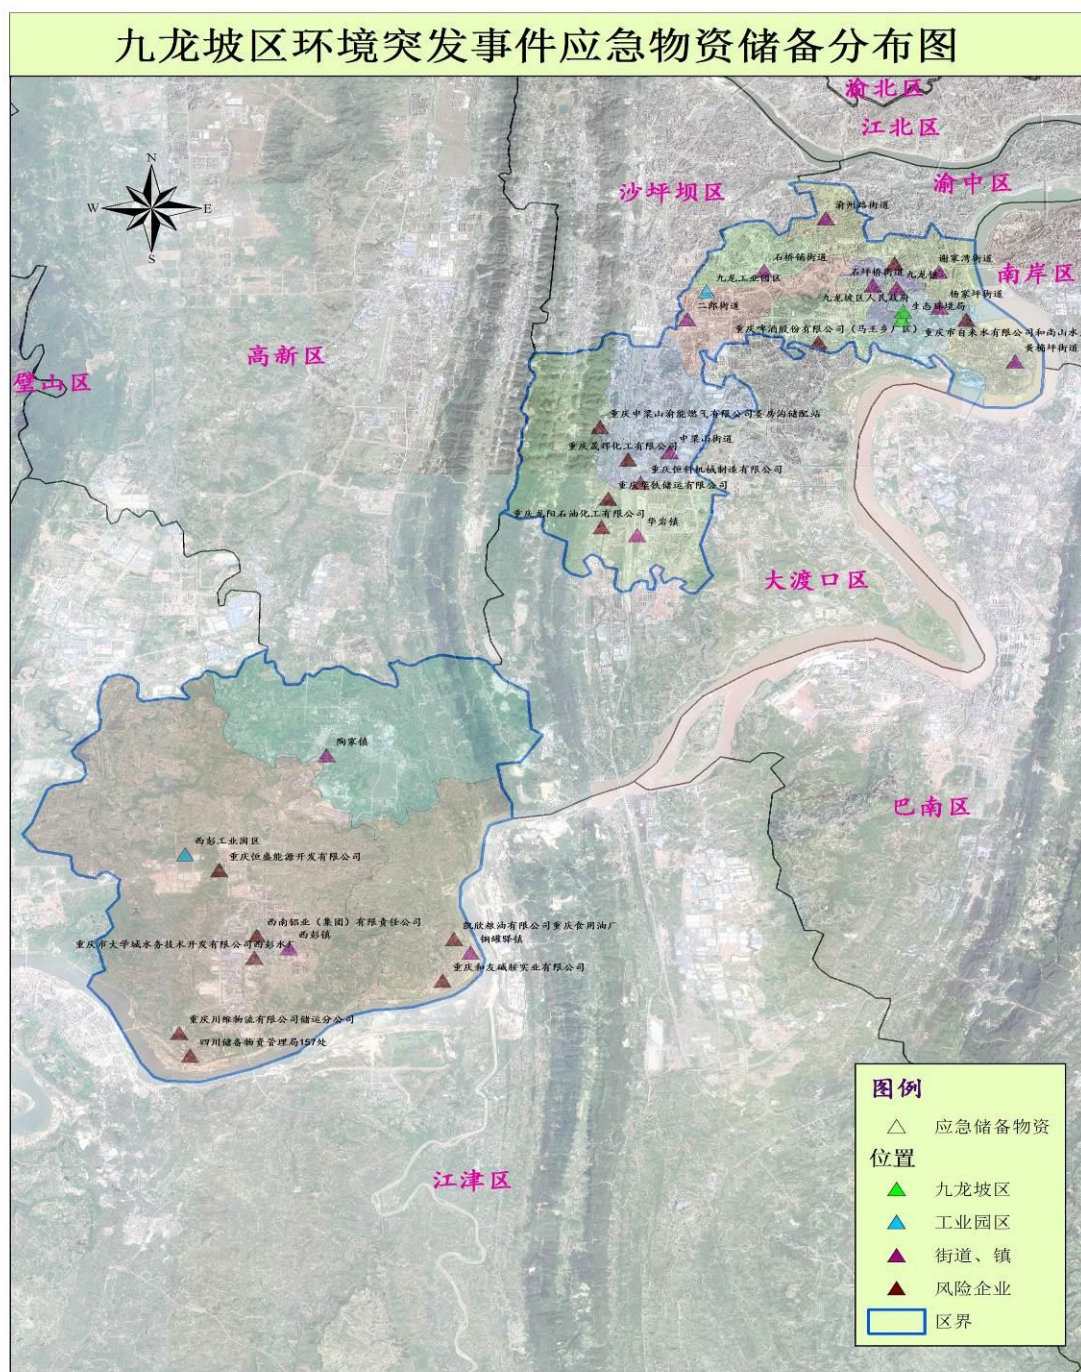 九龙坡区环境突发事件应急物资储备分布图
渝北区
江北区
N
沙坪坝区
渝中区
W
E
渝州路街道
S
石桥铺街道
谢家湾街道
南岸区
九龙工业园区
石坪桥街道
九龙镇
二郎街道
九龙坡区人民政府
杨家坪街道
生态环境局
重庆啤酒股份有限公司（马王乡厂区）
重庆市自来水有限公司和尚山水
高新区
黄桷坪街道
璧山区
重庆中梁山渝能燃气有限公司
储配站
重庆晟晖化工有限公司
中梁山街道
重庆恒科机械制造有限公司
重庆华铁储运有限公司
重庆龙阳石油化工有限公司
华岩镇
大渡口区
陶家镇
巴南区
西彭工业园区
重庆恒盛能源开发有限公司
西南铝业（集团）有限责任公司
西彭镇
凯欣粮油有限公司重庆食用油厂
重庆市大学城水务技术开发有限公司西彭水厂
铜罐驿镇
重庆和友碱胺实业有限公司
重庆川维物流有限公司储运分公司
四川储备物资管理局157处
江津区
图例
应急储备物资
位置
九龙坡区
工业园区
街道、镇
风险企业
区界